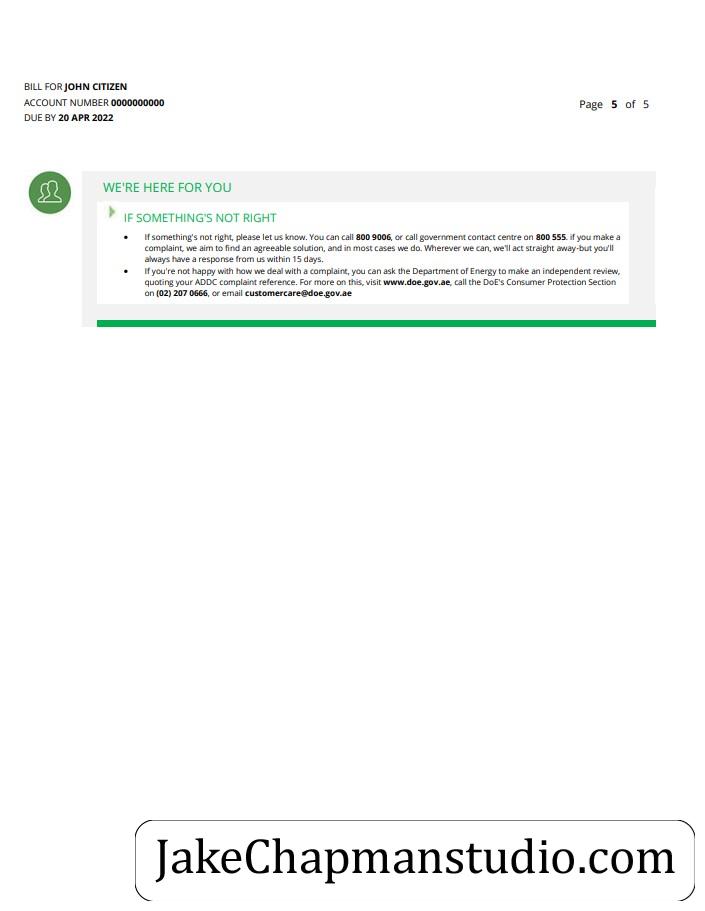 BILL FOR JOHN CITIZEN
ACCOUNT NUMBER 0000000000
DUE BY 20 APR 2022
Page 5 of 5
WE'RE HERE FOR YOU
IF SOMETHING'S NOT RIGHT
• If something's not right, please let us know. You can call 800 9006, or call government contact centre on 800 555. if you make a
complaint, we aim to find an agreeable solution, and in most cases we do. Wherever we can, we'll act straight away-but you'll
always have a response from us within 15 days.
• If you're not happy with how we deal with a complaint, you can ask the Department of Energy to make an independent review,
quoting your ADDC complaint reference. For more on this, visit www.doe.gov.ae, call the DoE's Consumer Protection Section
on (02) 207 0666, or email customercare@doe.gov.ae
JakeChapmanstudio.com